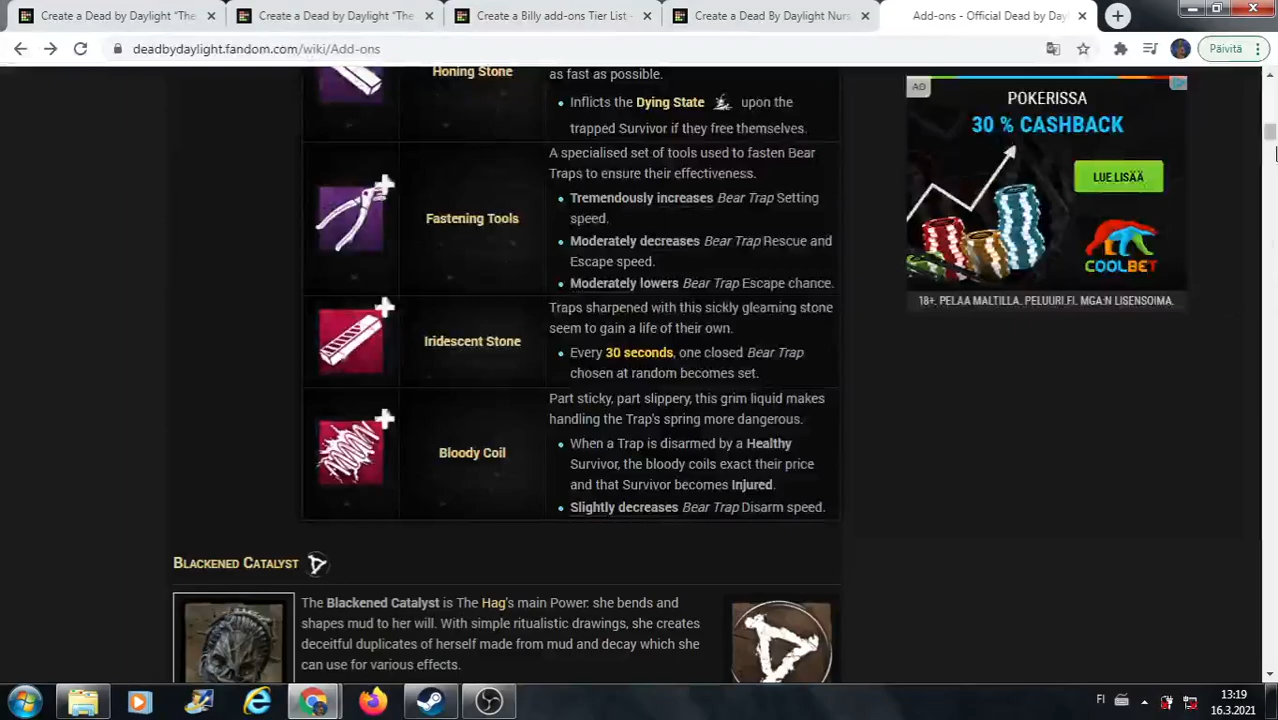 Create a Dead by Daylight "The
Create a Dead by Daylight "The
Create a Billy add-ons Tier List -
Create a Dead By Daylight Nurs
Add-ons - Official Dead by Day
deadbydaylight.fandom.com/wiki/Add-ons
Päivitä
Honing Stone
as fast as possible.
Inflicts the Dying State upon the
trapped Survivor if they free themselves.
Fastening Tools
A specialised set of tools used to fasten Bear
Traps to ensure their effectiveness.
Tremendously increases Bear Trap Setting
speed.
Moderately decreases Bear Trap Rescue and
Escape speed.
Moderately lowers Bear Trap Escape chance.
Iridescent Stone
Traps sharpened with this sickly gleaming stone
seem to gain a life of their own.
Every 30 seconds, one closed Bear Trap
chosen at random becomes set.
Bloody Coil
Part sticky, part slippery, this grim liquid makes
handling the Trap's spring more dangerous.
When a Trap is disarmed by a Healthy
Survivor, the bloody coils exact their price
and that Survivor becomes Injured.
Slightly decreases Bear Trap Disarm speed.
BLACKENED CATALYST
The Blackened Catalyst is The Hag's main Power: she bends and
shapes mud to her will. With simple ritualistic drawings, she creates
deceitful duplicates of herself made from mud and decay which she
can use for various effects.
AD
POKERISSA
30 % CASHBACK
LUE LISÄÄ
COOLBET
18+. PELAA MALTILLA. PELUURI.FI. MGA:N LISENSOIMA.
FI
13:19
16.3.2021